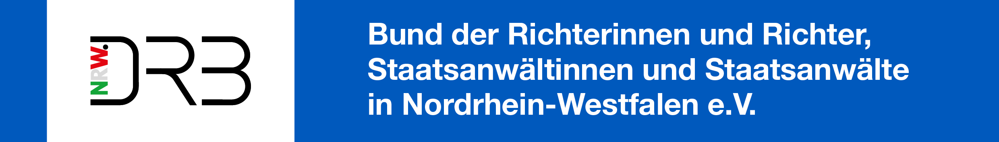 NRW.
DRB
Bund der Richterinnen und Richter,
Staatsanwältinnen und Staatsanwälte
in Nordrhein-Westfalen e.V.